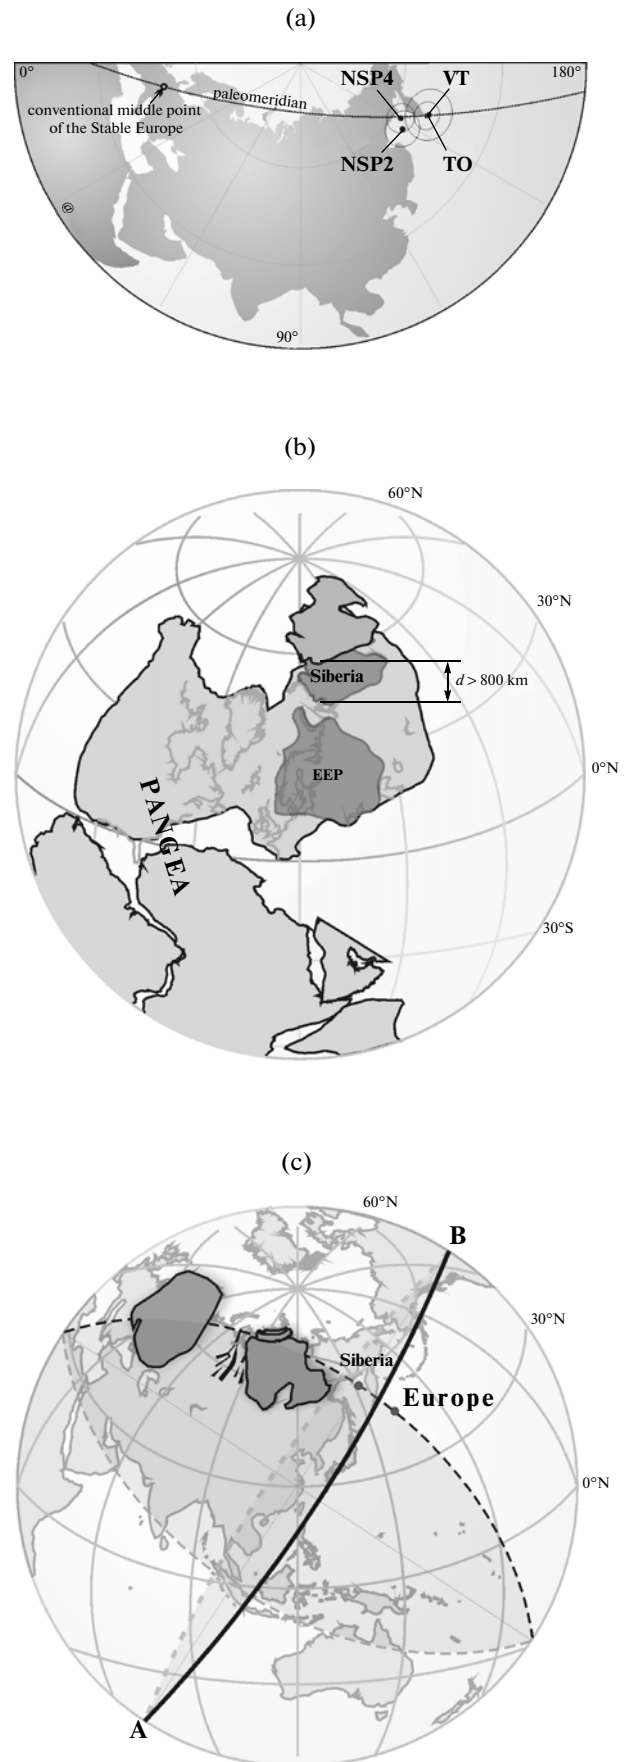 (a)
0°
180°
NSP4
VT
paleomeridian
conventional middle point
of the Stable Europe
NSP2
TO
@
90°
(b)
60°N
30°N
Siberia
d > 800 km
EEP
0°N
PANGEA
30°S
(c)
60°N
B
30°N
Siberia
Europe
0°N
A